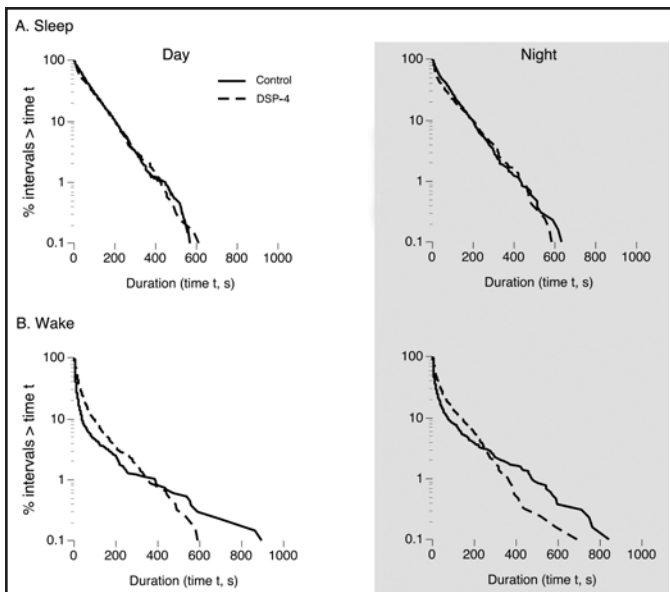 A. Sleep
Day
Night
100
10
1
0.1
% intervals > time t
Control
DSP-4
0 200 400 600 800 1000
Duration (time t, s)
100
10
1
0.1
0 200 400 600 800 1000
Duration (time t, s)
B. Wake
100
10
1
0.1
% intervals > time t
0 200 400 600 800 1000
Duration (time t, s)
100
10
1
0.1
0 200 400 600 800 1000
Duration (time t, s)